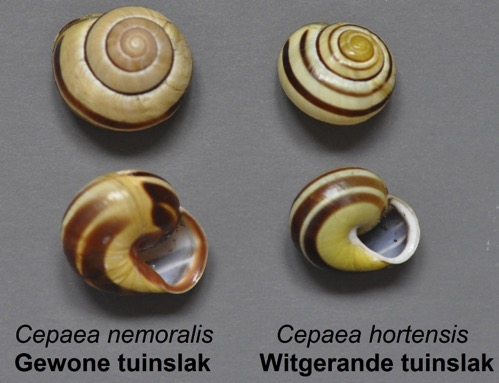 Cepaea nemoralis
Gewone tuinslak
Cepaea hortensis
Witgerande tuinslak